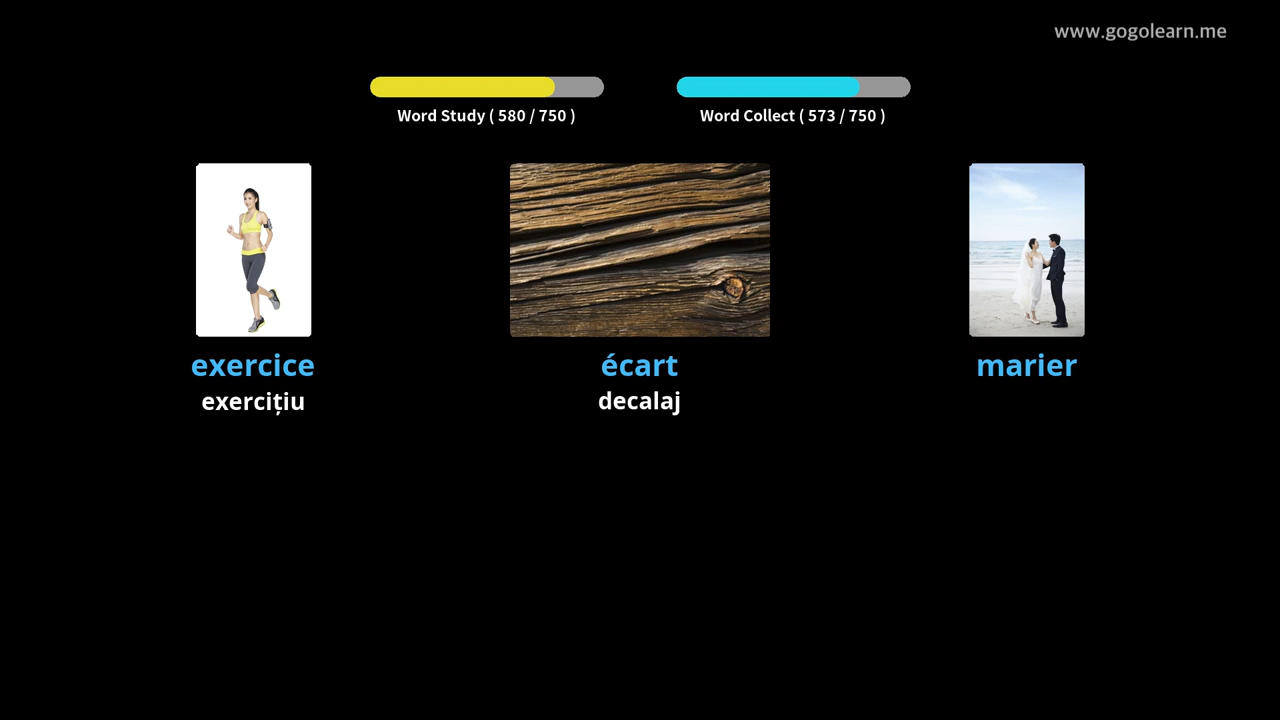 www.gogolearn.me
Word Study ( 580 / 750 )
Word Collect ( 573 / 750 )
exercice
exercițiu
écart
decalaj
marier